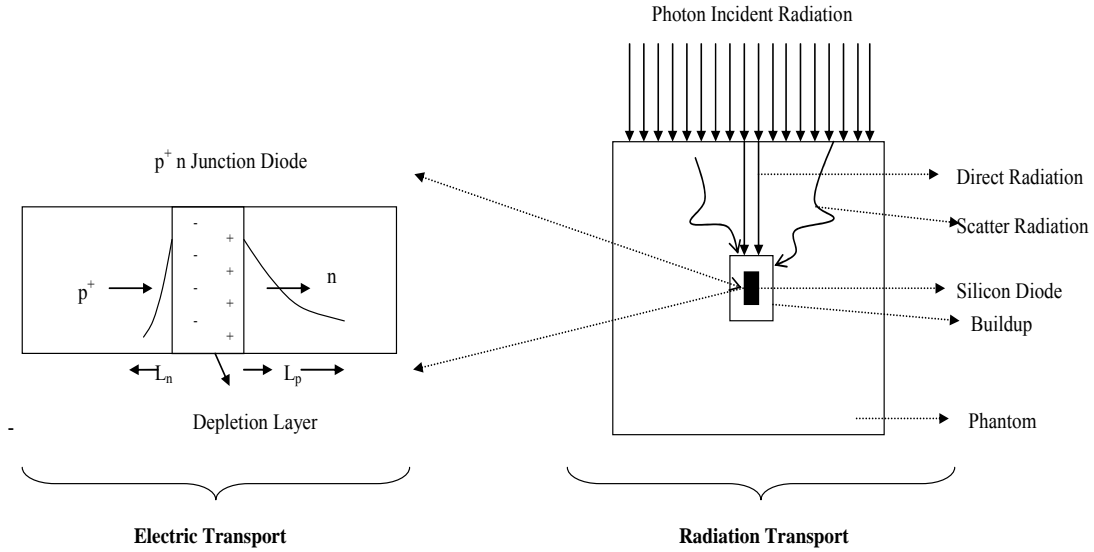 Photon Incident Radiation
p+ n Junction Diode
Direct Radiation
Scatter Radiation
- +
- +
p+ n
- +
- +
- +
Silicon Diode
Buildup
Ln Lp
Depletion Layer
Phantom
-
Electric Transport
Radiation Transport